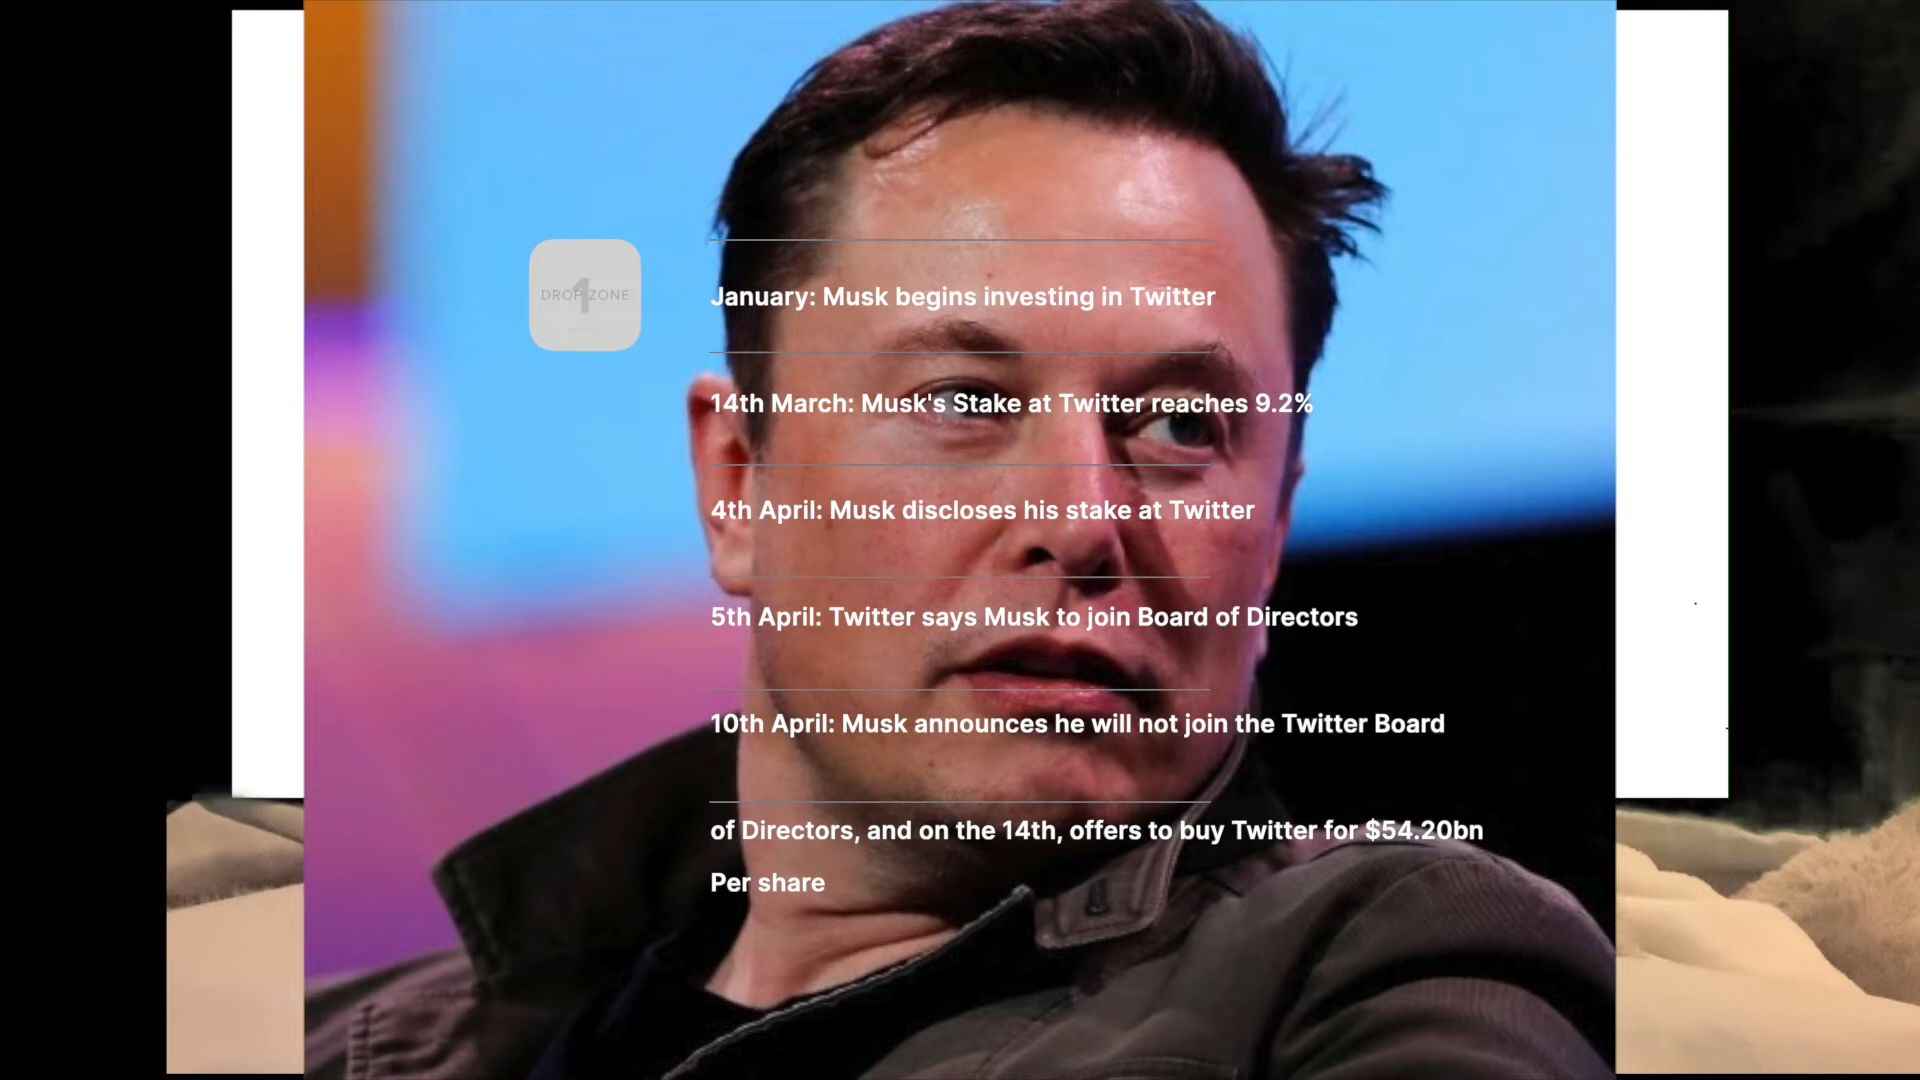 DROP ZONE
1
January: Musk begins investing in Twitter
14th March: Musk's Stake at Twitter reaches 9.2%
4th April: Musk discloses his stake at Twitter
5th April: Twitter says Musk to join Board of Directors
10th April: Musk announces he will not join the Twitter Board
of Directors, and on the 14th, offers to buy Twitter for $54.20bn
Per share